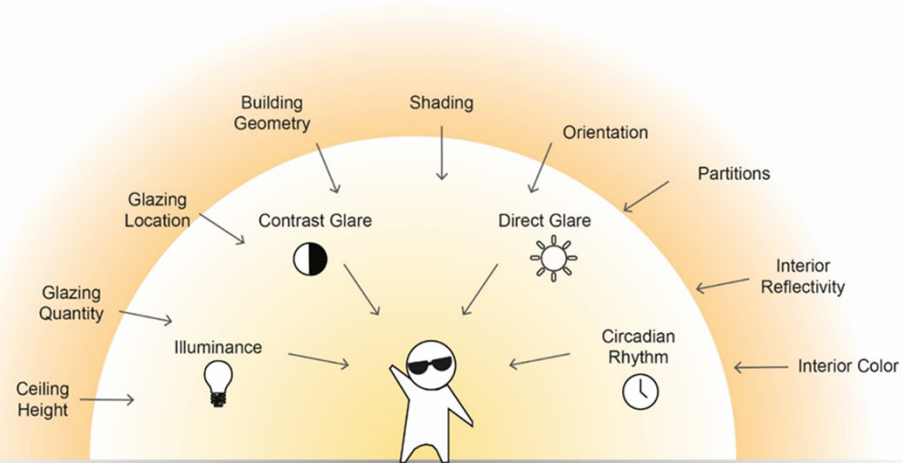 Building
Geometry
Shading
Orientation
Partitions
Glazing
Location
Contrast Glare
Direct Glare
Interior
Reflectivity
Glazing
Quantity
Illuminance
Circadian
Rhythm
Interior Color
Ceiling
Height